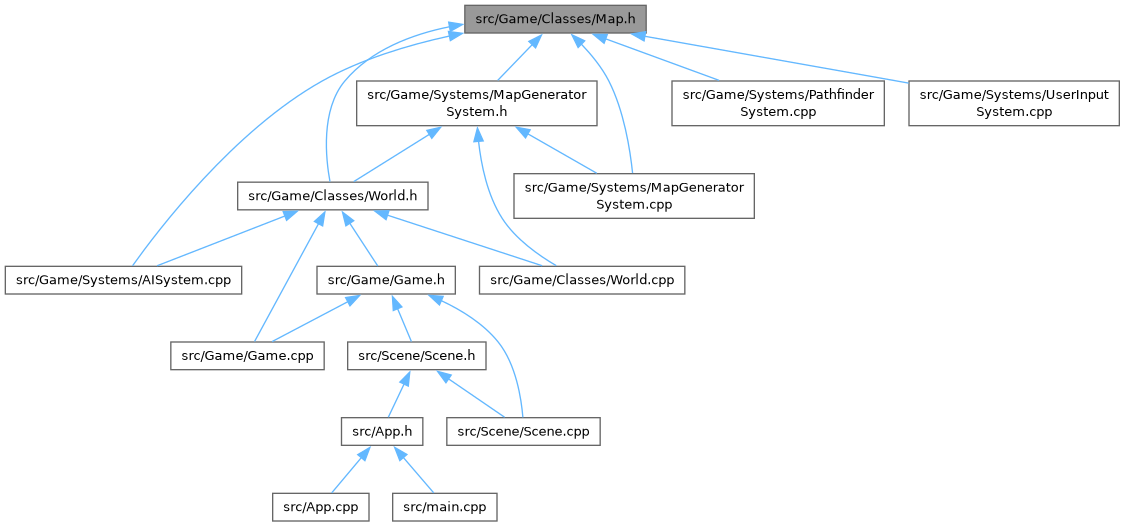 src/Game/Classes/Map.h
src/Game/Systems/MapGenerator
System.h
src/Game/Systems/Pathfinder
System.cpp
src/Game/Systems/UserInput
System.cpp
src/Game/Classes/World.h
src/Game/Systems/MapGenerator
System.cpp
src/Game/Systems/AISystem.cpp
src/Game/Game.h
src/Game/Classes/World.cpp
src/Game/Game.cpp
src/Scene/Scene.h
src/App.h
src/Scene/Scene.cpp
src/App.cpp
src/main.cpp